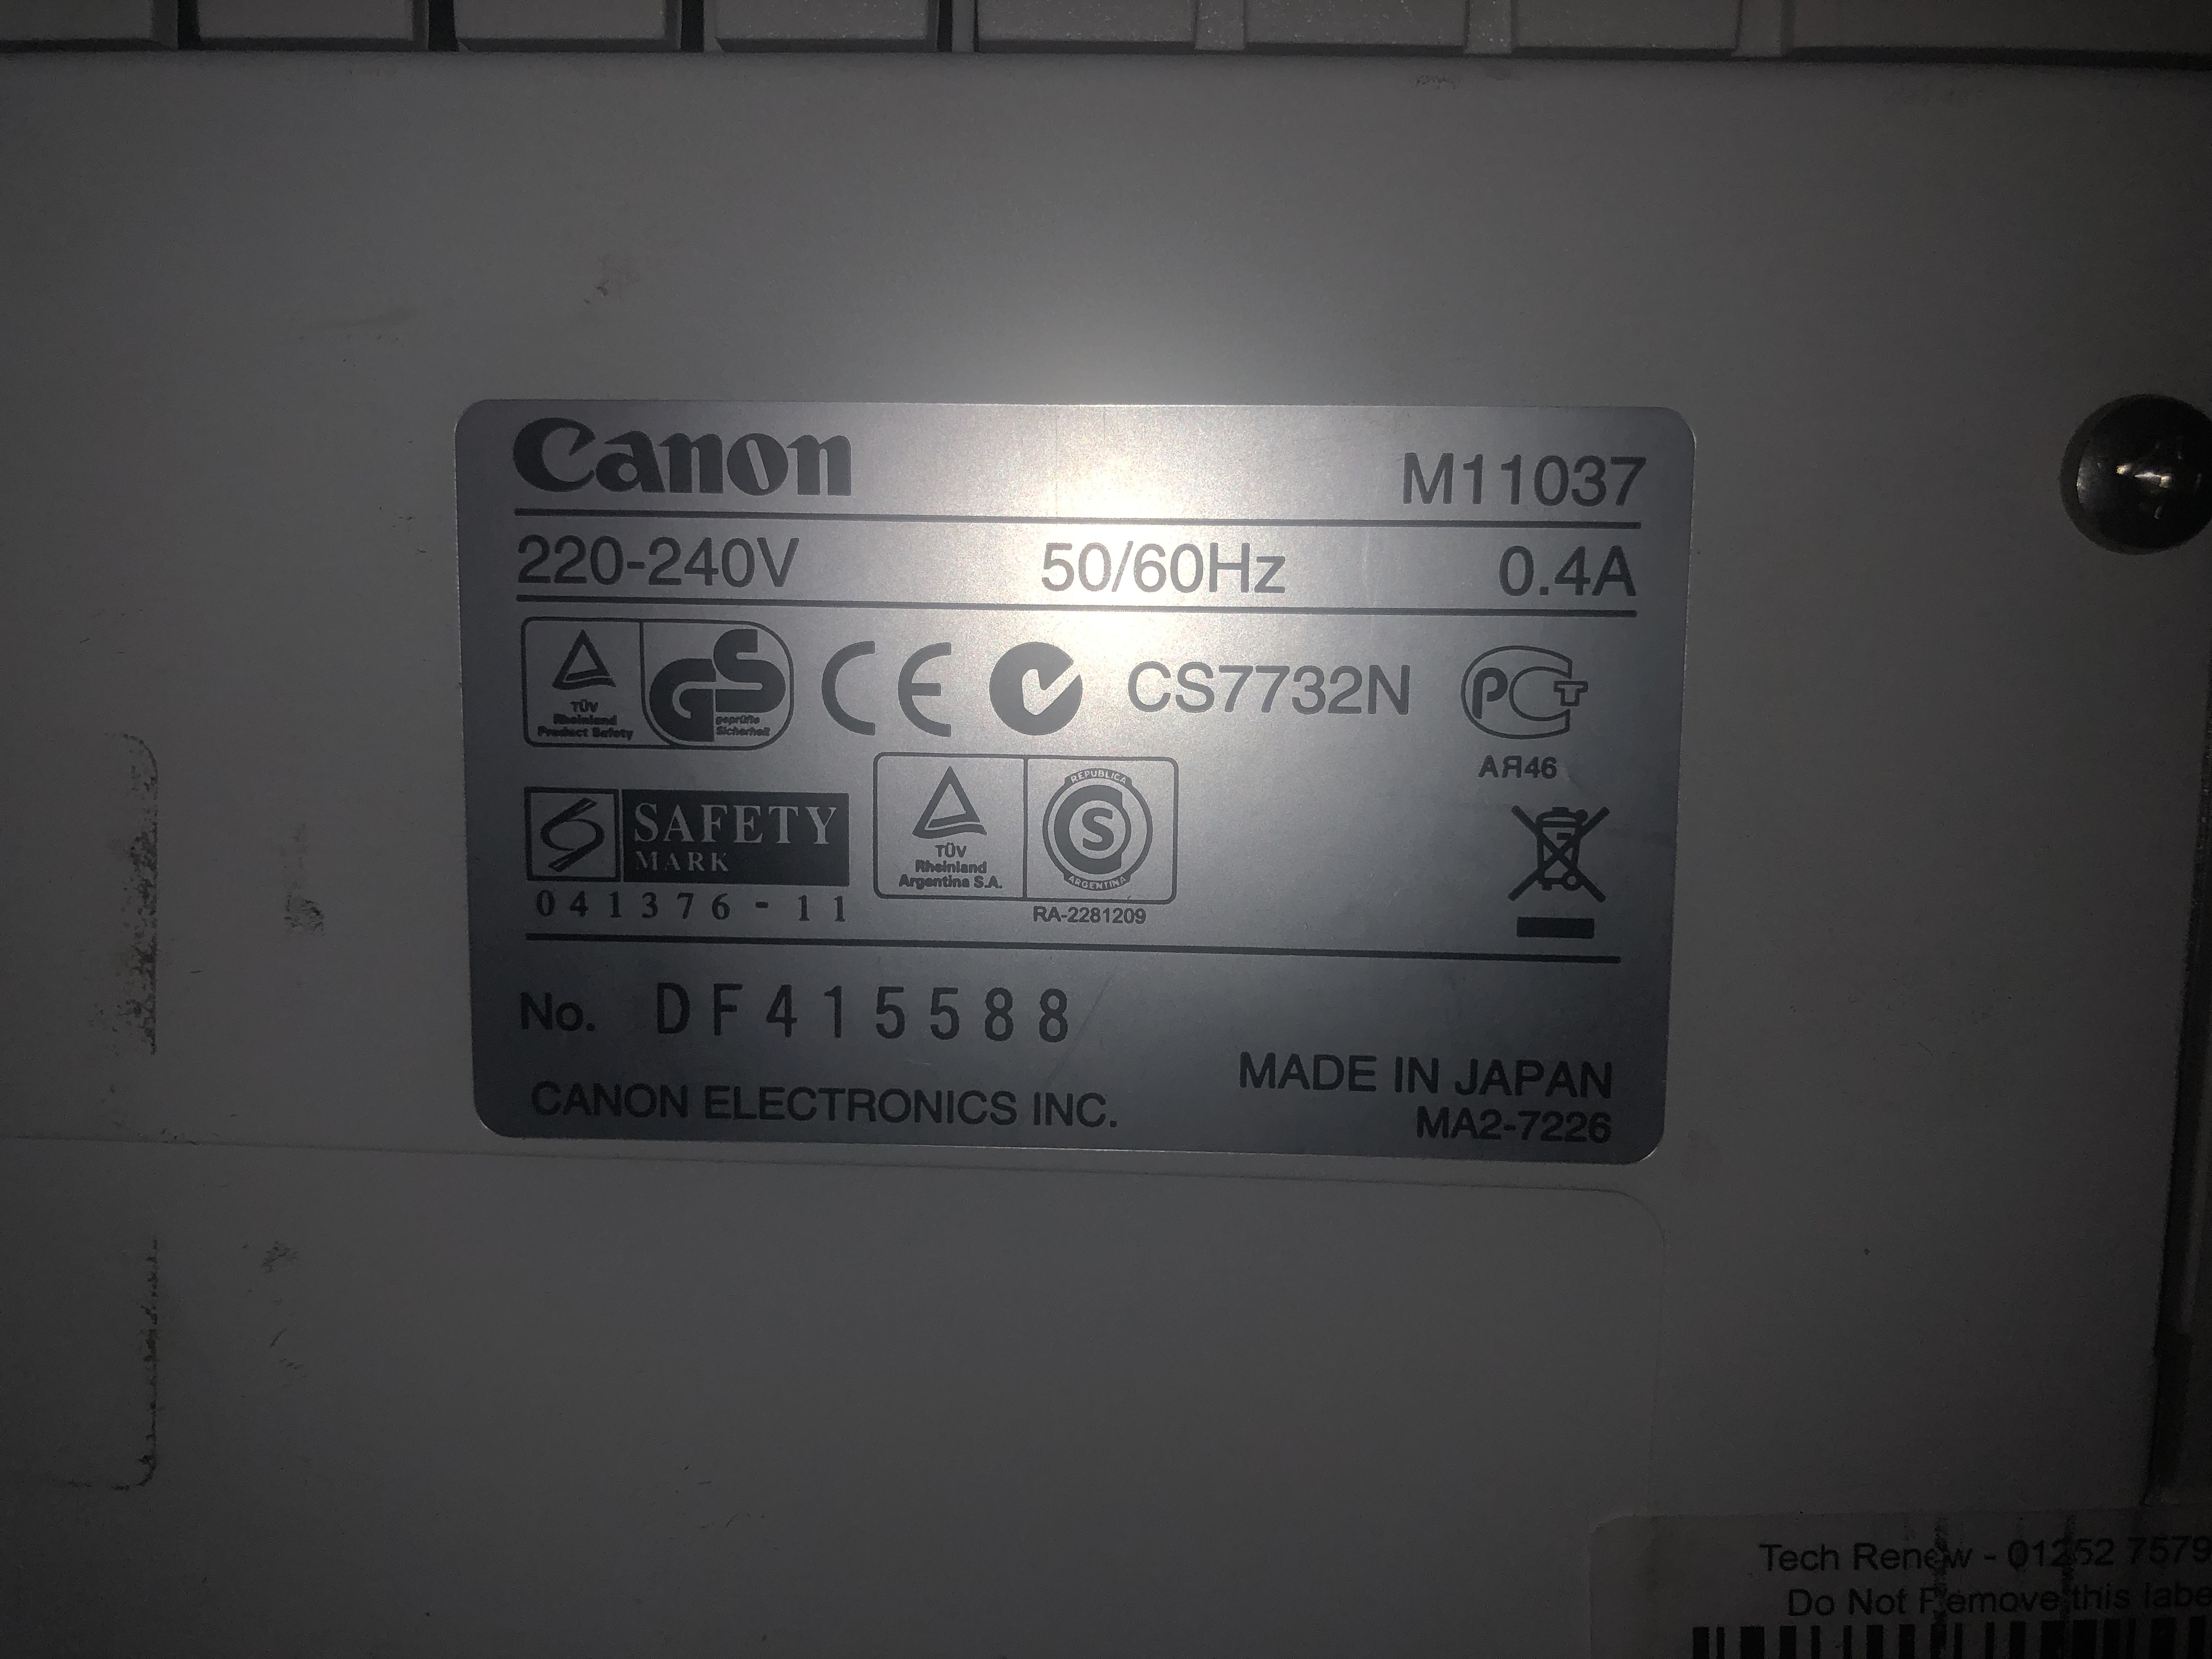 Canon M11037
220-240V 50/60Hz 0.4A
TÜV
Rheinland
Product Safety
GS
geprüfte
Sicherheit
CE CS7732N PCT
АЯ46
SAFETY
MARK
041376-11
TÜV
Rheinland
Argentina S.A.
REPUBLICA
S
ARGENTINA
RA-2281209
No. DF415588
CANON ELECTRONICS INC.
MADE IN JAPAN
MA2-7226
Tech Renew - 01252 7579
Do Not Remove this labe